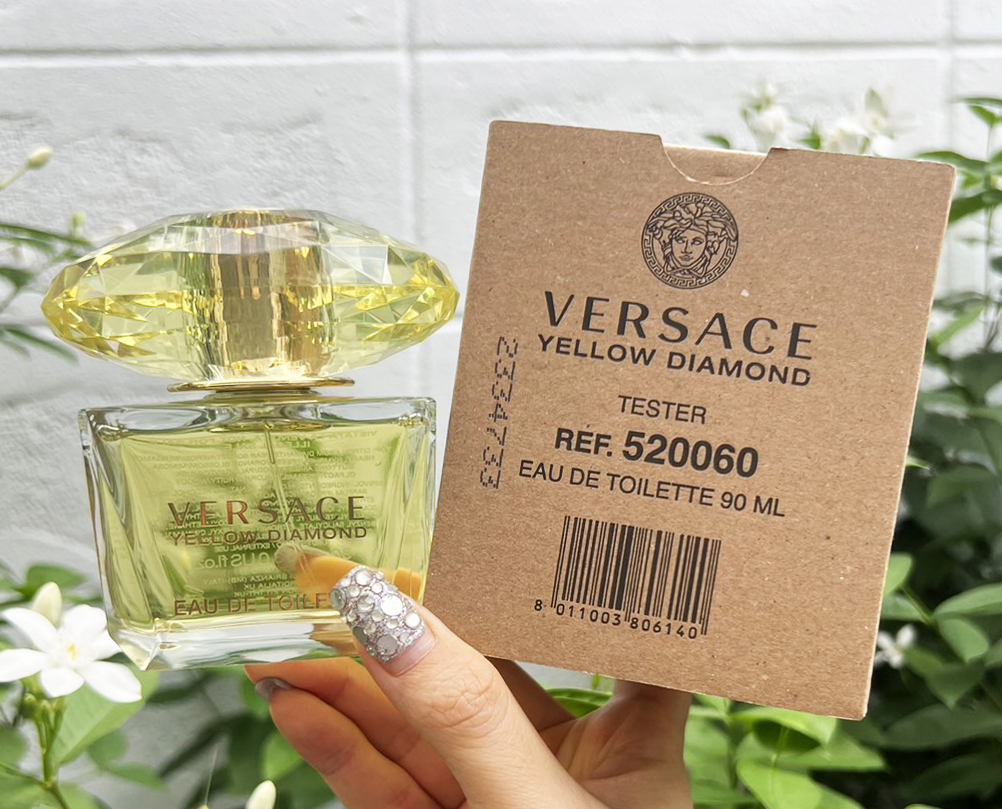 VERSACE
YELLOW DIAMOND
EAU DE TOILE
VERSACE
YELLOW DIAMOND
TESTER
REF. 520060
EAU DE TOILETTE 90 ML
8 011003 806140